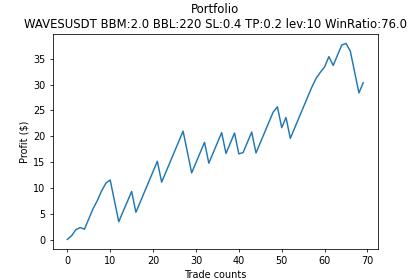 Portfolio
WAVESUSDT BBM:2.0 BBL:220 SL:0.4 TP:0.2 lev:10 WinRatio:76.0
Profit ($)
35
30
25
20
15
10
5
0
0 10 20 30 40 50 60 70
Trade counts